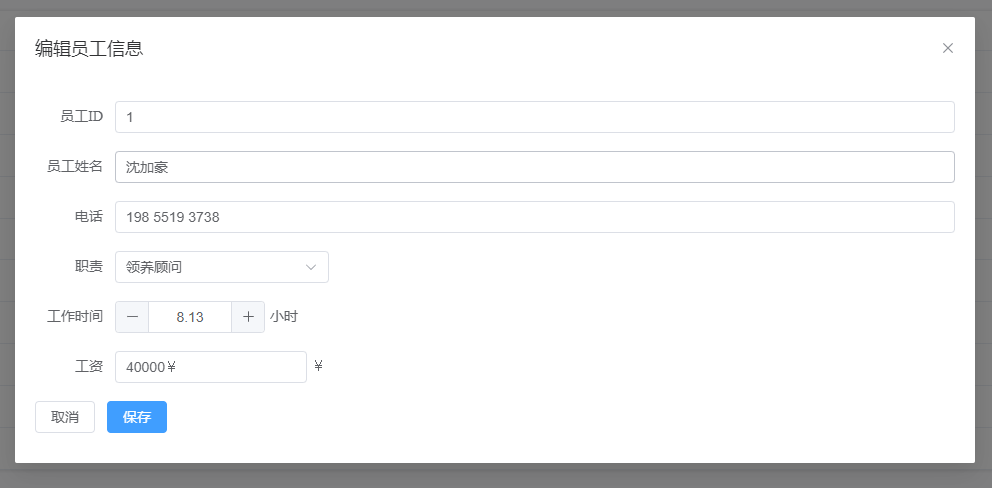 编辑员工信息
员工ID 1
员工姓名 沈加豪
电话 198 5519 3738
职责 领养顾问
工作时间 8.13 小时
工资 40000¥ ¥
取消 保存